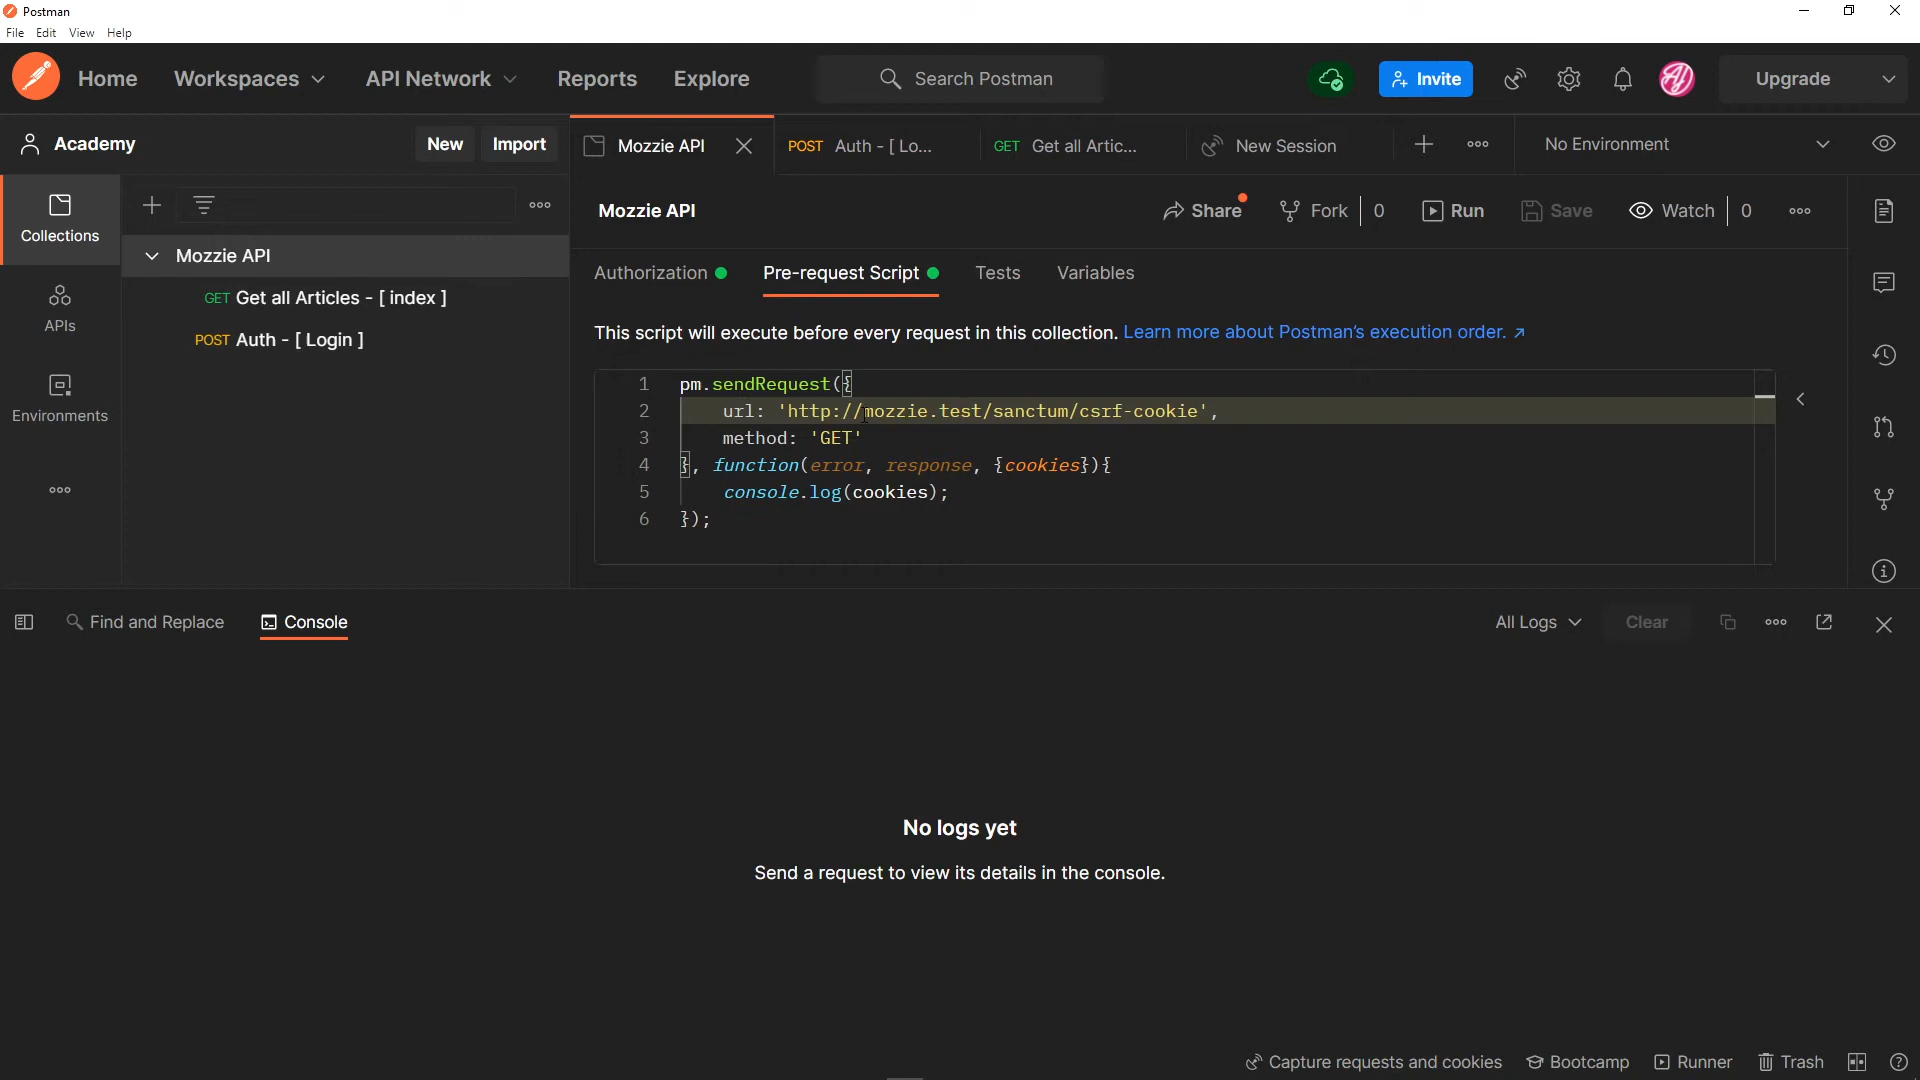 Postman
File Edit View Help
Home Workspaces API Network Reports Explore Search Postman Invite Upgrade
Academy New Import Mozzie API POST Auth - [ Lo... GET Get all Artic... New Session No Environment
Mozzie API Share Fork 0 Run Save Watch 0
Collections
Mozzie API
Authorization Pre-request Script Tests Variables
GET Get all Articles - [ index ]
APIs
POST Auth - [ Login ]
This script will execute before every request in this collection. Learn more about Postman's execution order. ↗
Environments
1 pm.sendRequest({
2 url: 'http://mozzie.test/sanctum/csrf-cookie',
3 method: 'GET'
4 }, function(error, response, {cookies}){
5 console.log(cookies);
6 });
Find and Replace Console All Logs Clear
No logs yet
Send a request to view its details in the console.
Capture requests and cookies Bootcamp Runner Trash